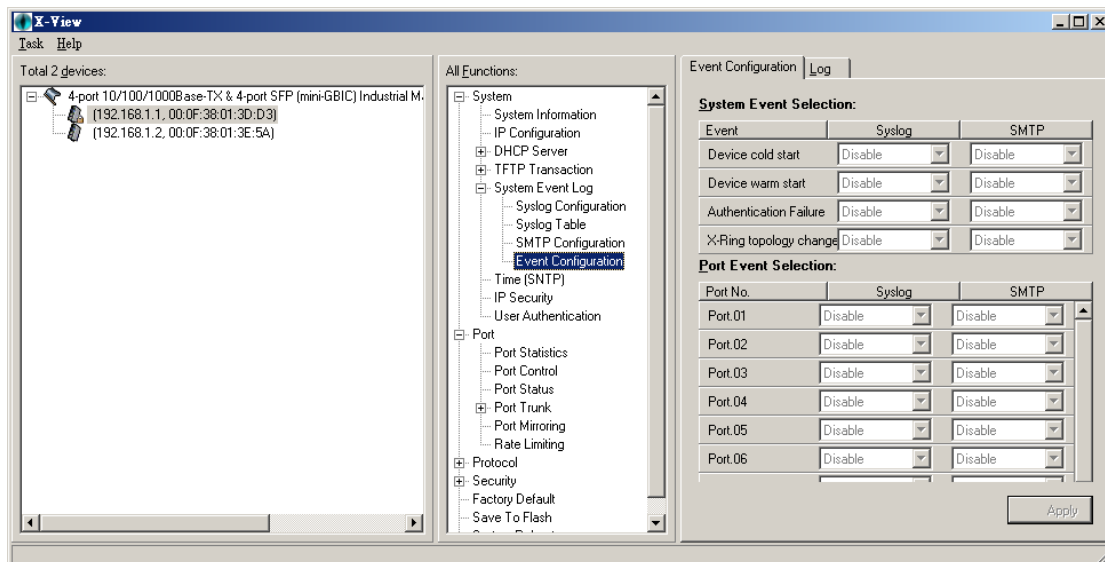 X-View
Task Help
Total 2 devices:
4-port 10/100/1000Base-TX & 4-port SFP (mini-GBIC) Industrial M
(192.168.1.1, 00:0F:38:01:3D:D3)
(192.168.1.2, 00:0F:38:01:3E:5A)
All Functions:
System
System Information
IP Configuration
DHCP Server
TFTP Transaction
System Event Log
Syslog Configuration
Syslog Table
SMTP Configuration
Event Configuration
Time (SNTP)
IP Security
User Authentication
Port
Port Statistics
Port Control
Port Status
Port Trunk
Port Mirroring
Rate Limiting
Protocol
Security
Factory Default
Save To Flash
Event Configuration Log
System Event Selection:
Event Syslog SMTP
Device cold start Disable Disable
Device warm start Disable Disable
Authentication Failure Disable Disable
X-Ring topology change Disable Disable
Port Event Selection:
Port No. Syslog SMTP
Port.01 Disable Disable
Port.02 Disable Disable
Port.03 Disable Disable
Port.04 Disable Disable
Port.05 Disable Disable
Port.06 Disable Disable
Apply